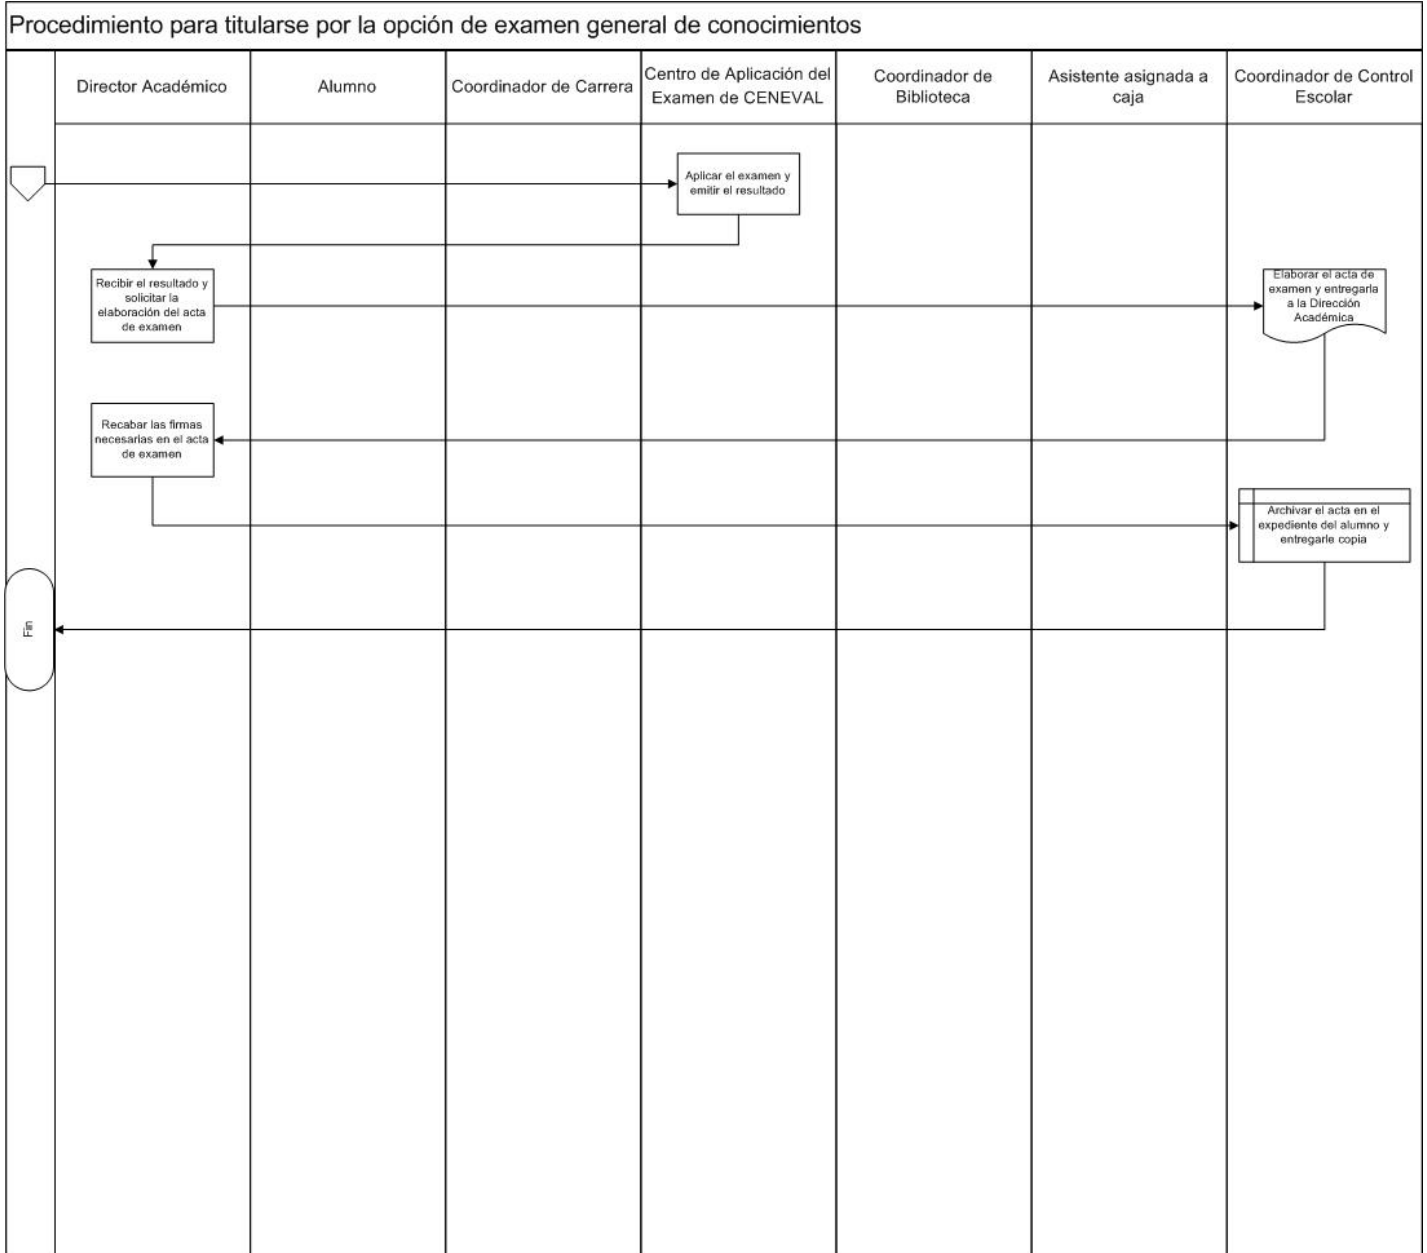 Procedimiento para titularse por la opción de examen general de conocimientos
Director Académico
Alumno
Coordinador de Carrera
Centro de Aplicación del
Examen de CENEVAL
Coordinador de
Biblioteca
Asistente asignada a
caja
Coordinador de Control
Escolar
Aplicar el examen y
emitir el resultado
Recibir el resultado y
solicitar la
elaboración del acta
de examen
Elaborar el acta de
examen y entregarla
a la Dirección
Académica
Recabar las firmas
necesarias en el acta
de examen
Archivar el acta en el
expediente del alumno y
entregarle copia
Fin